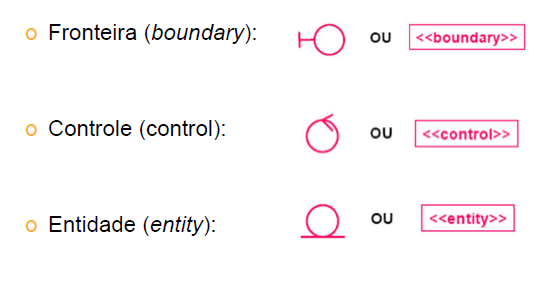 o Fronteira (boundary): ou <<boundary>>
o Controle (control): ou <<control>>
o Entidade (entity): ou <<entity>>